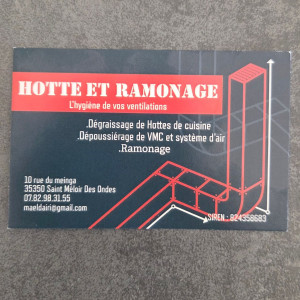 HOTTE ET RAMONAGE
L'hygiène de vos ventilations
.Dégraissage de Hottes de cuisine
.Dépoussiérage de VMC et système d'air
.Ramonage
10 rue du meinga
35350 Saint Méloir Des Ondes
07.82.98.31.55
maeldairi@gmail.com
SIREN : 824356683